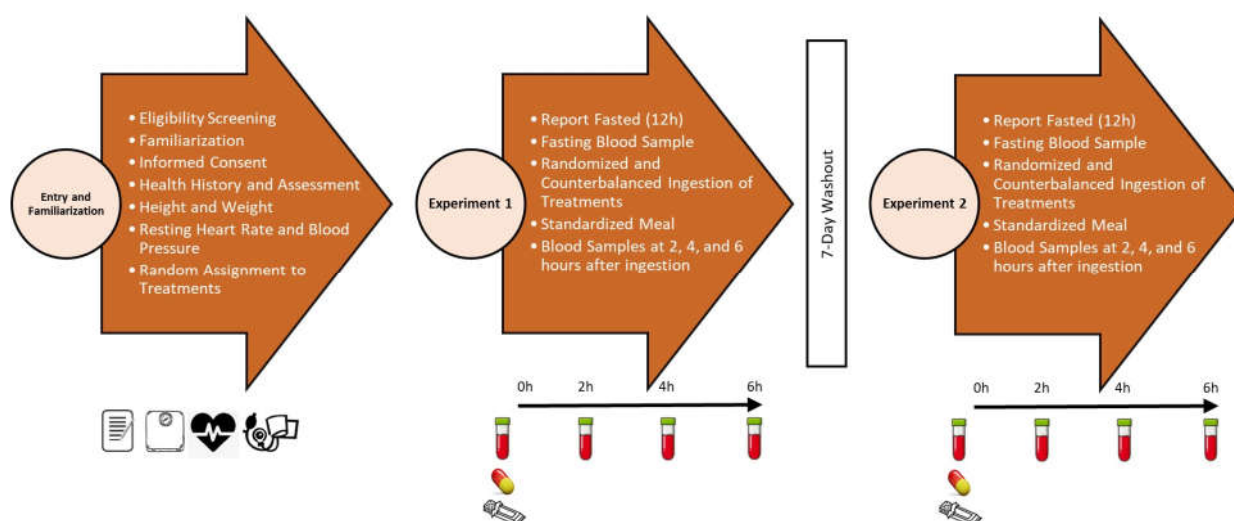 Entry and
Familiarization
• Eligibility Screening
• Familiarization
• Informed Consent
• Health History and Assessment
• Height and Weight
• Resting Heart Rate and Blood
Pressure
• Random Assignment to
Treatments
Experiment 1
• Report Fasted (12h)
• Fasting Blood Sample
• Randomized and
Counterbalanced Ingestion of
Treatments
• Standardized Meal
• Blood Samples at 2, 4, and 6
hours after ingestion
0h 2h 4h 6h
7-Day Washout
Experiment 2
• Report Fasted (12h)
• Fasting Blood Sample
• Randomized and
Counterbalanced Ingestion of
Treatments
• Standardized Meal
• Blood Samples at 2, 4, and 6
hours after ingestion
0h 2h 4h 6h